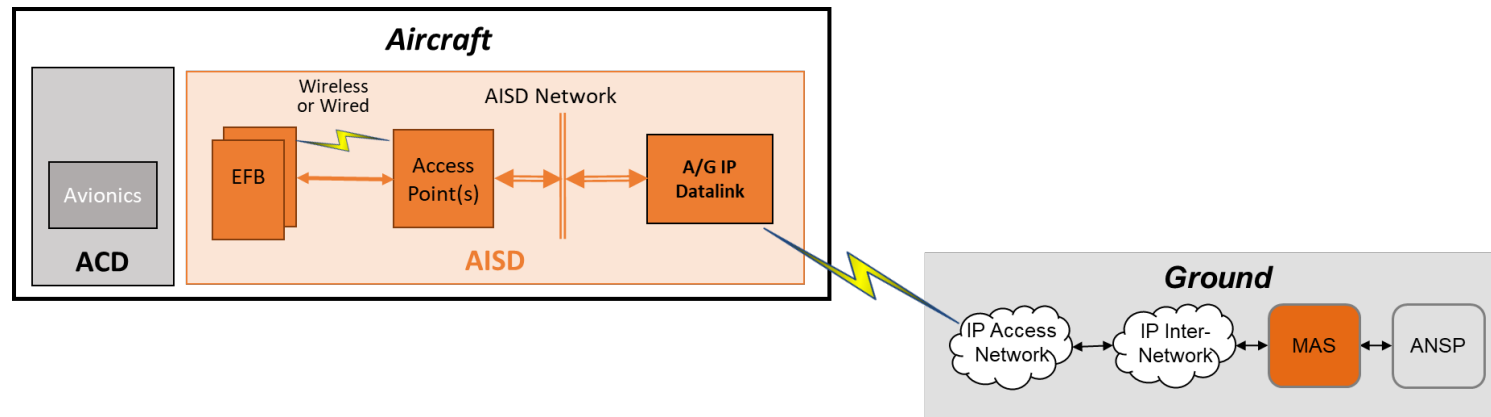 Aircraft
Wireless
or Wired
AISD Network
EFB
Access
Point(s)
A/G IP
Datalink
Avionics
ACD
AISD
Ground
IP Access
Network
IP Inter-
Network
MAS
ANSP